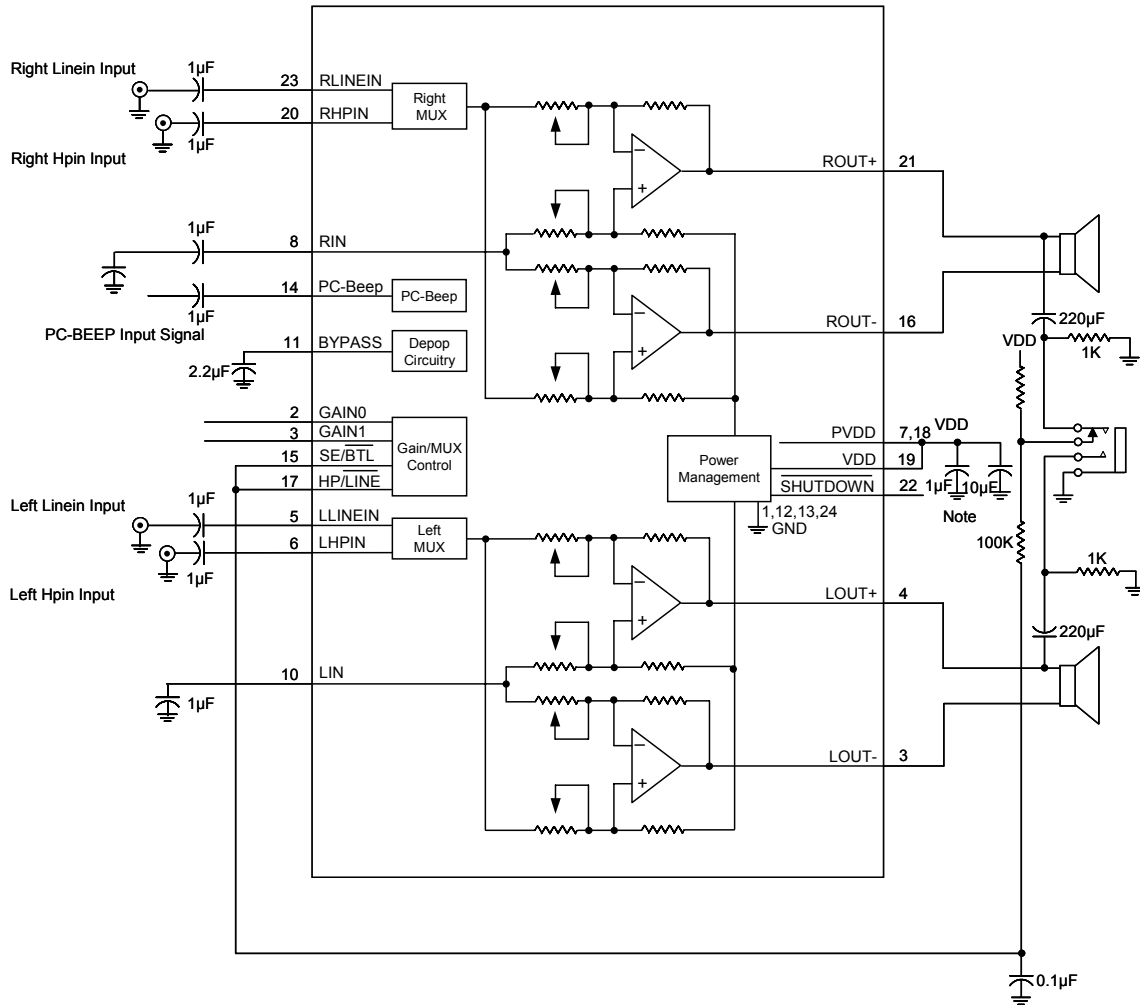 Right Linein Input
1µF
23 RLINEIN
Right
MUX
20 RHPIN
1µF
Right Hpin Input
ROUT+ 21
1µF
8 RIN
14 PC-Beep
PC-Beep
1µF
PC-BEEP Input Signal
11 BYPASS
Depop
Circuitry
2.2µF
ROUT- 16
220µF
VDD
1K
2 GAIN0
3 GAIN1
15 SE/BTL
17 HP/LINE
Gain/MUX
Control
Power
Management
PVDD 7,18 VDD
VDD 19
SHUTDOWN 22
1µF
10µF
Note
1,12,13,24
GND
100K
Left Linein Input
1µF
5 LLINEIN
6 LHPIN
Left
MUX
1µF
Left Hpin Input
1K
LOUT+ 4
220µF
10 LIN
1µF
LOUT- 3
0.1µF